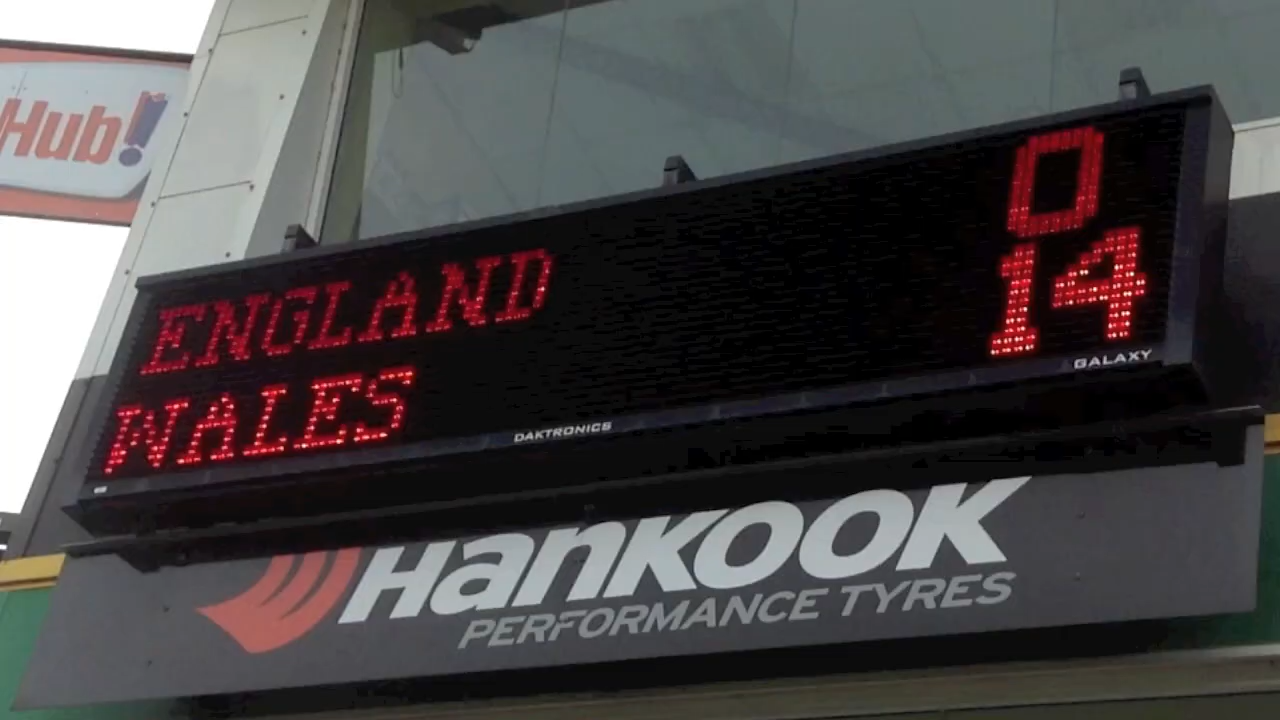 Hub!
ENGLAND 0
WALES 14
DAKTRONICS GALAXY
Hankook
PERFORMANCE TYRES